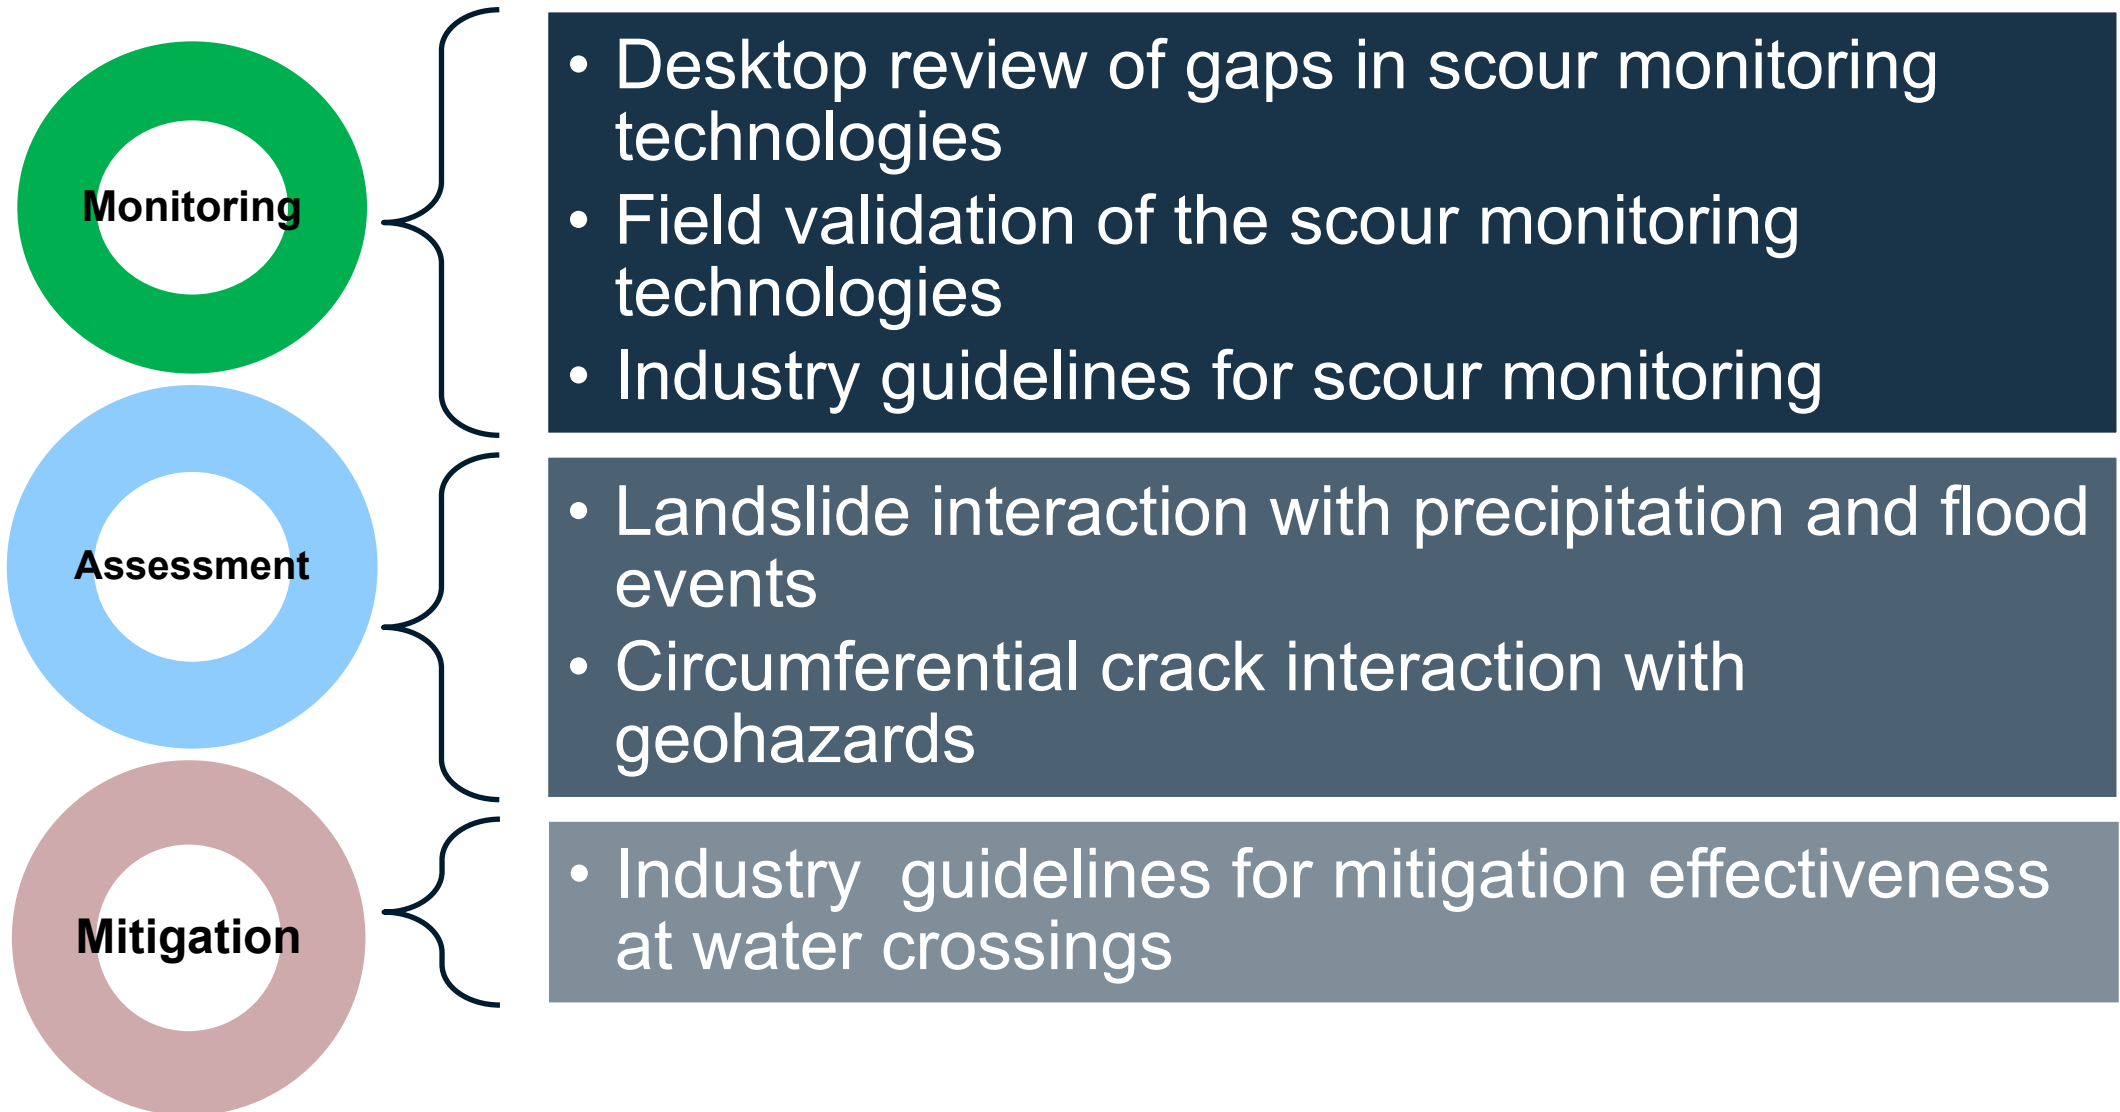 Monitoring
• Desktop review of gaps in scour monitoring
technologies
• Field validation of the scour monitoring
technologies
• Industry guidelines for scour monitoring
Assessment
• Landslide interaction with precipitation and flood
events
• Circumferential crack interaction with
geohazards
Mitigation
• Industry  guidelines for mitigation effectiveness
at water crossings